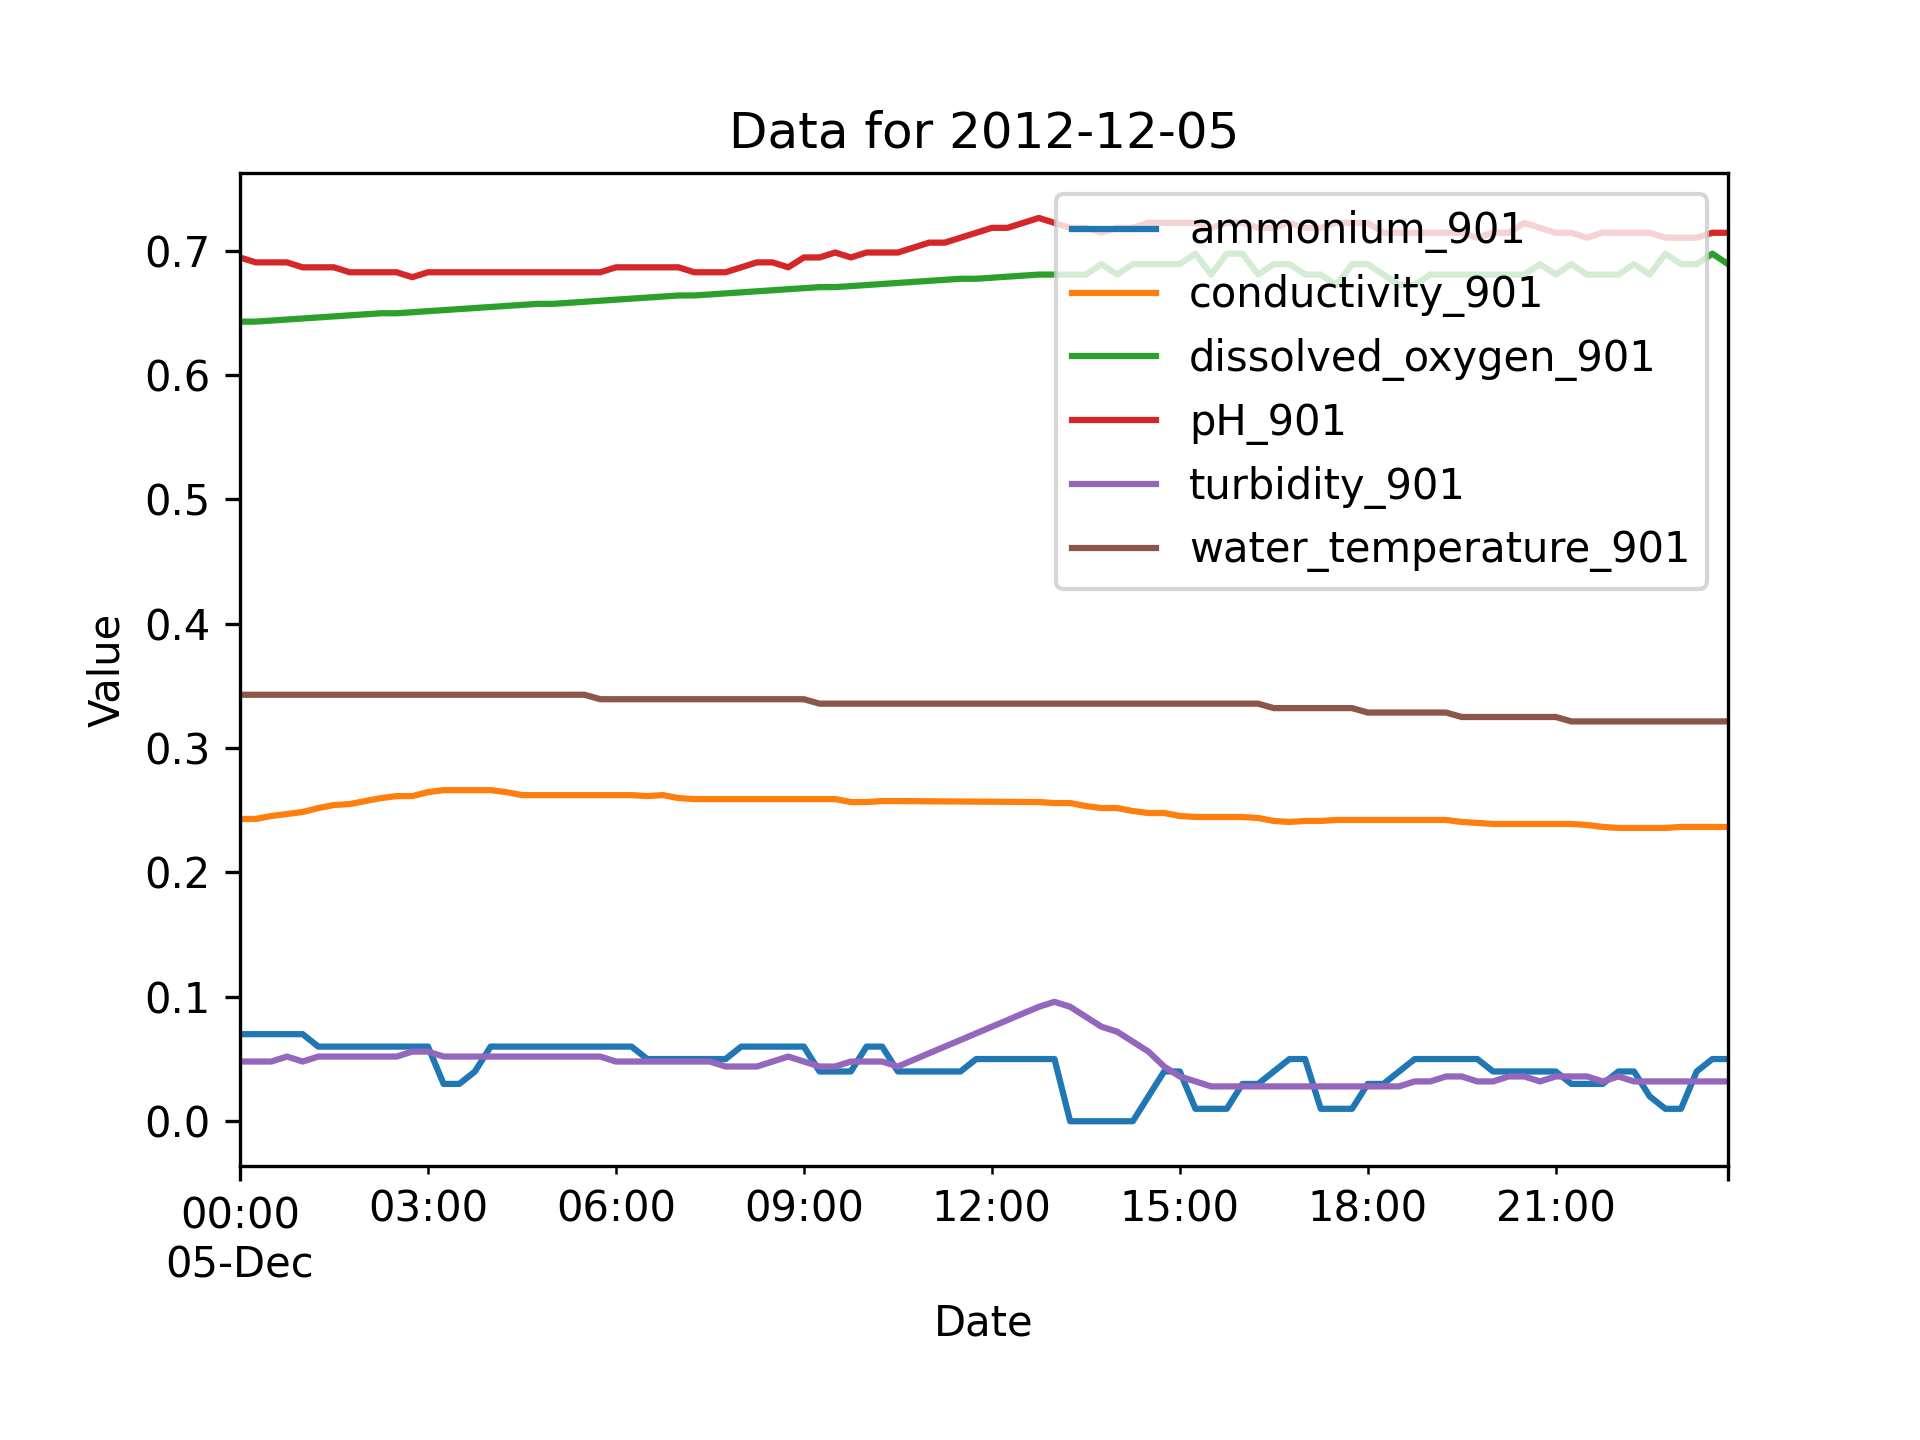 Data for 2012-12-05
ammonium_901
conductivity_901
dissolved_oxygen_901
pH_901
turbidity_901
water_temperature_901
0.7
0.6
0.5
0.4
0.3
0.2
0.1
0.0
Value
00:00 03:00 06:00 09:00 12:00 15:00 18:00 21:00
05-Dec
Date